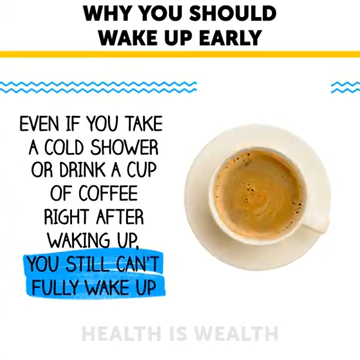 WHY YOU SHOULD
WAKE UP EARLY
EVEN IF YOU TAKE
A COLD SHOWER
OR DRINK A CUP
OF COFFEE
RIGHT AFTER
WAKING UP,
YOU STILL CAN'T
FULLY WAKE UP
HEALTH IS WEALTH